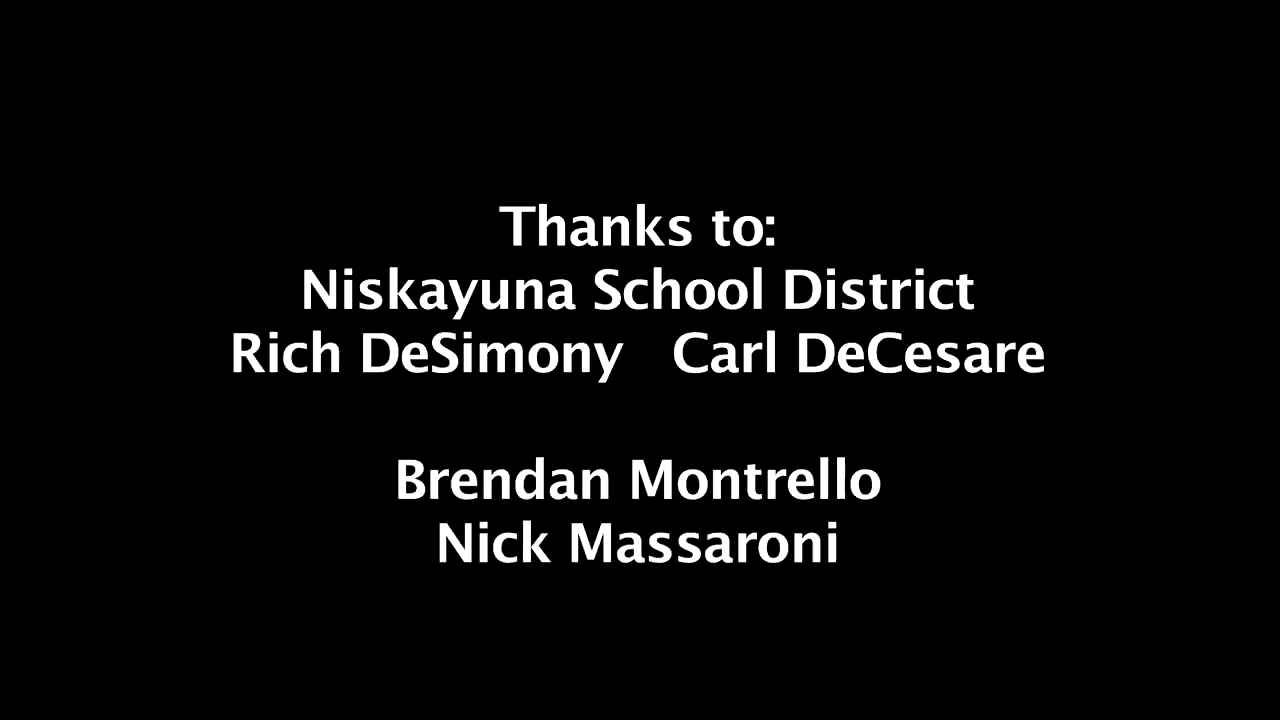 Thanks to:
Niskayuna School District
Rich DeSimony   Carl DeCesare
Brendan Montrello
Nick Massaroni